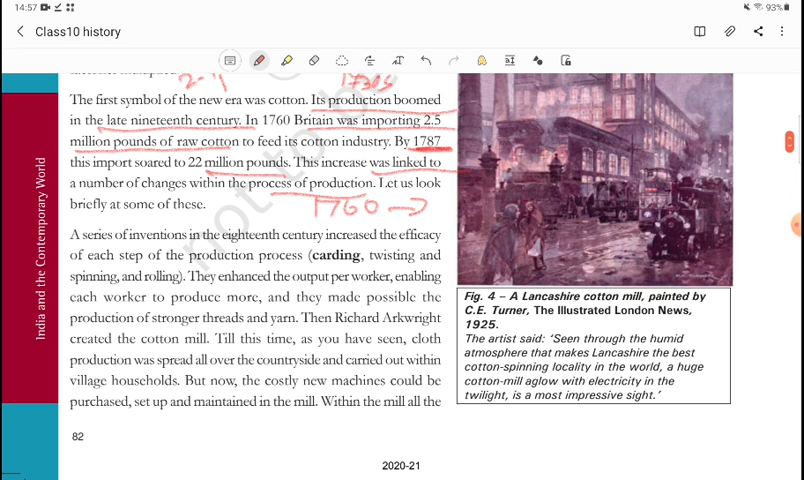 14:57
93%
Class10 history
1730s
The first symbol of the new era was cotton. Its production boomed
in the late nineteenth century. In 1760 Britain was importing 2.5
million pounds of raw cotton to feed its cotton industry. By 1787
this import soared to 22 million pounds. This increase was linked to
a number of changes within the process of production. Let us look
briefly at some of these.
1760 →
A series of inventions in the eighteenth century increased the efficacy
of each step of the production process (carding, twisting and
spinning, and rolling). They enhanced the output per worker, enabling
each worker to produce more, and they made possible the
production of stronger threads and yarn. Then Richard Arkwright
created the cotton mill. Till this time, as you have seen, cloth
production was spread all over the countryside and carried out within
village households. But now, the costly new machines could be
purchased, set up and maintained in the mill. Within the mill all the
Fig. 4 – A Lancashire cotton mill, painted by
C.E. Turner, The Illustrated London News,
1925.
The artist said: ‘Seen through the humid
atmosphere that makes Lancashire the best
cotton-spinning locality in the world, a huge
cotton-mill aglow with electricity in the
twilight, is a most impressive sight.’
India and the Contemporary World
82
2020-21
not to be